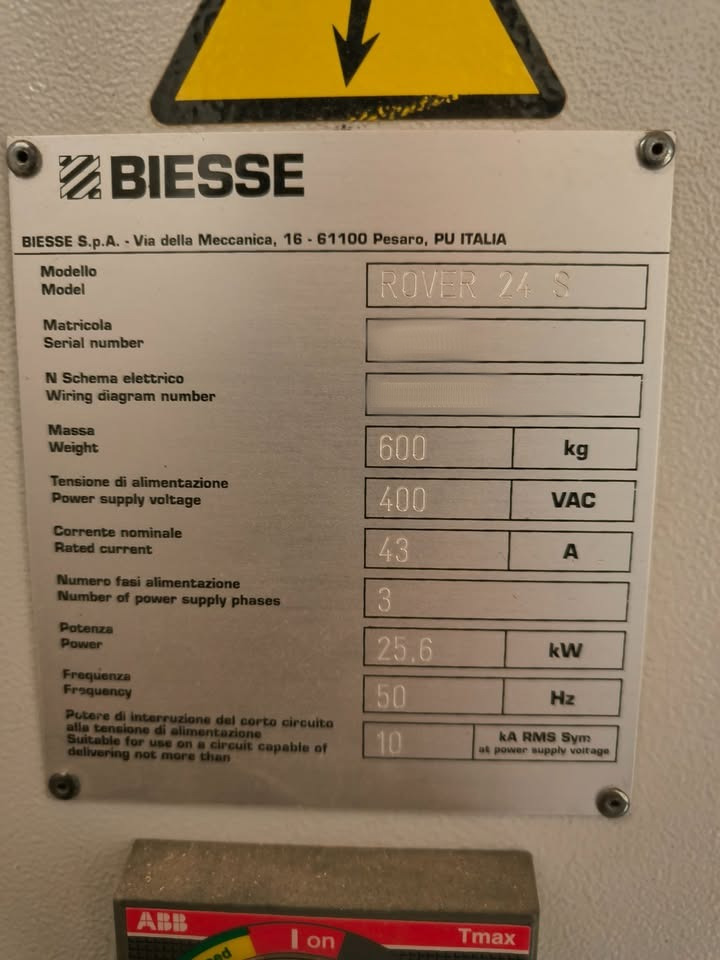 BIESSE
BIESSE S.p.A. - Via della Meccanica, 16 - 61100 Pesaro, PU ITALIA
Modello
Model
ROVER 24 S
Matricola
Serial number
N Schema elettrico
Wiring diagram number
Massa
Weight
600 kg
Tensione di alimentazione
Power supply voltage
400 VAC
Corrente nominale
Rated current
43 A
Numero fasi alimentazione
Number of power supply phases
3
Potenza
Power
25,6 kW
Frequenza
Frequency
50 Hz
Potere di interruzione del corto circuito
alla tensione di alimentazione
Suitable for use on a circuit capable of
delivering not more than
10 kA RMS Sym
at power supply voltage
ABB
I on
Tmax